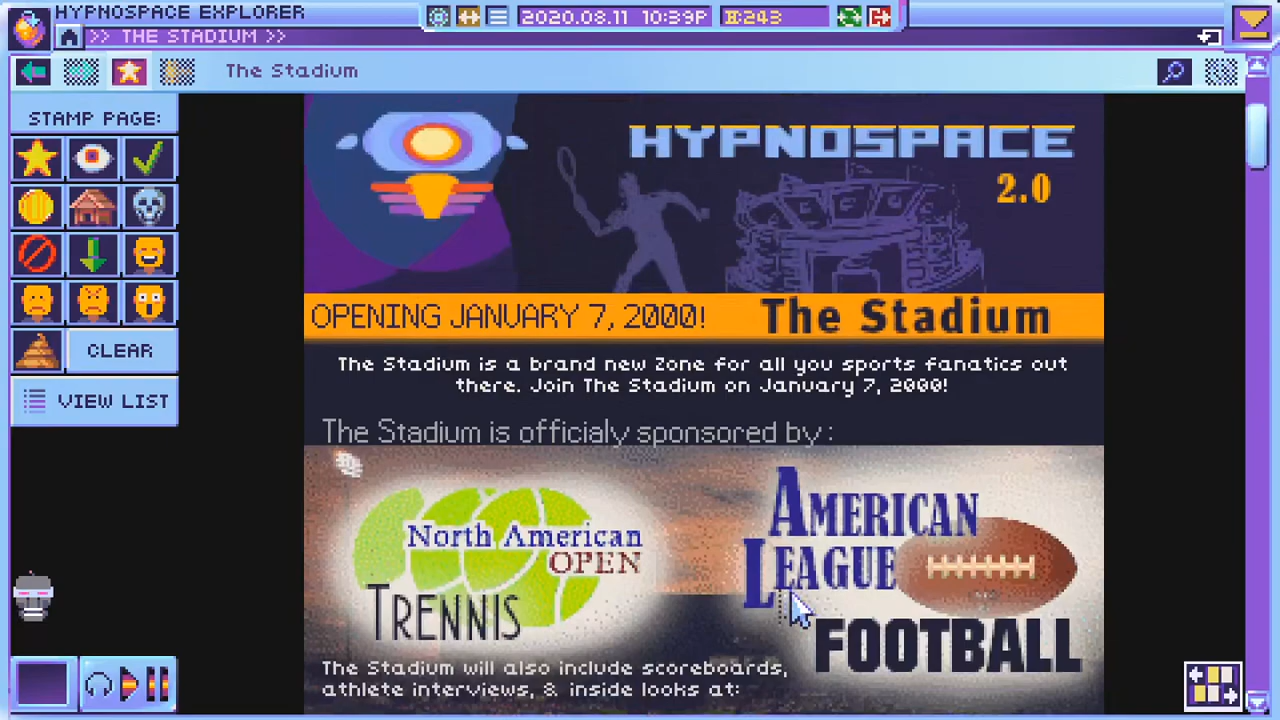 HYPNOSPACE EXPLORER
2020.08.11 10:39P
243
>> THE STADIUM >>
The Stadium
STAMP PAGE:
CLEAR
VIEW LIST
HYPNOSPACE
2.0
OPENING JANUARY 7, 2000!
The Stadium
The Stadium is a brand new Zone for all you sports fanatics out
there. Join The Stadium on January 7, 2000!
The Stadium is officialy sponsored by:
North American
OPEN
TRENNIS
AMERICAN
LEAGUE
FOOTBALL
The Stadium will also include scoreboards,
athlete interviews, & inside looks at: